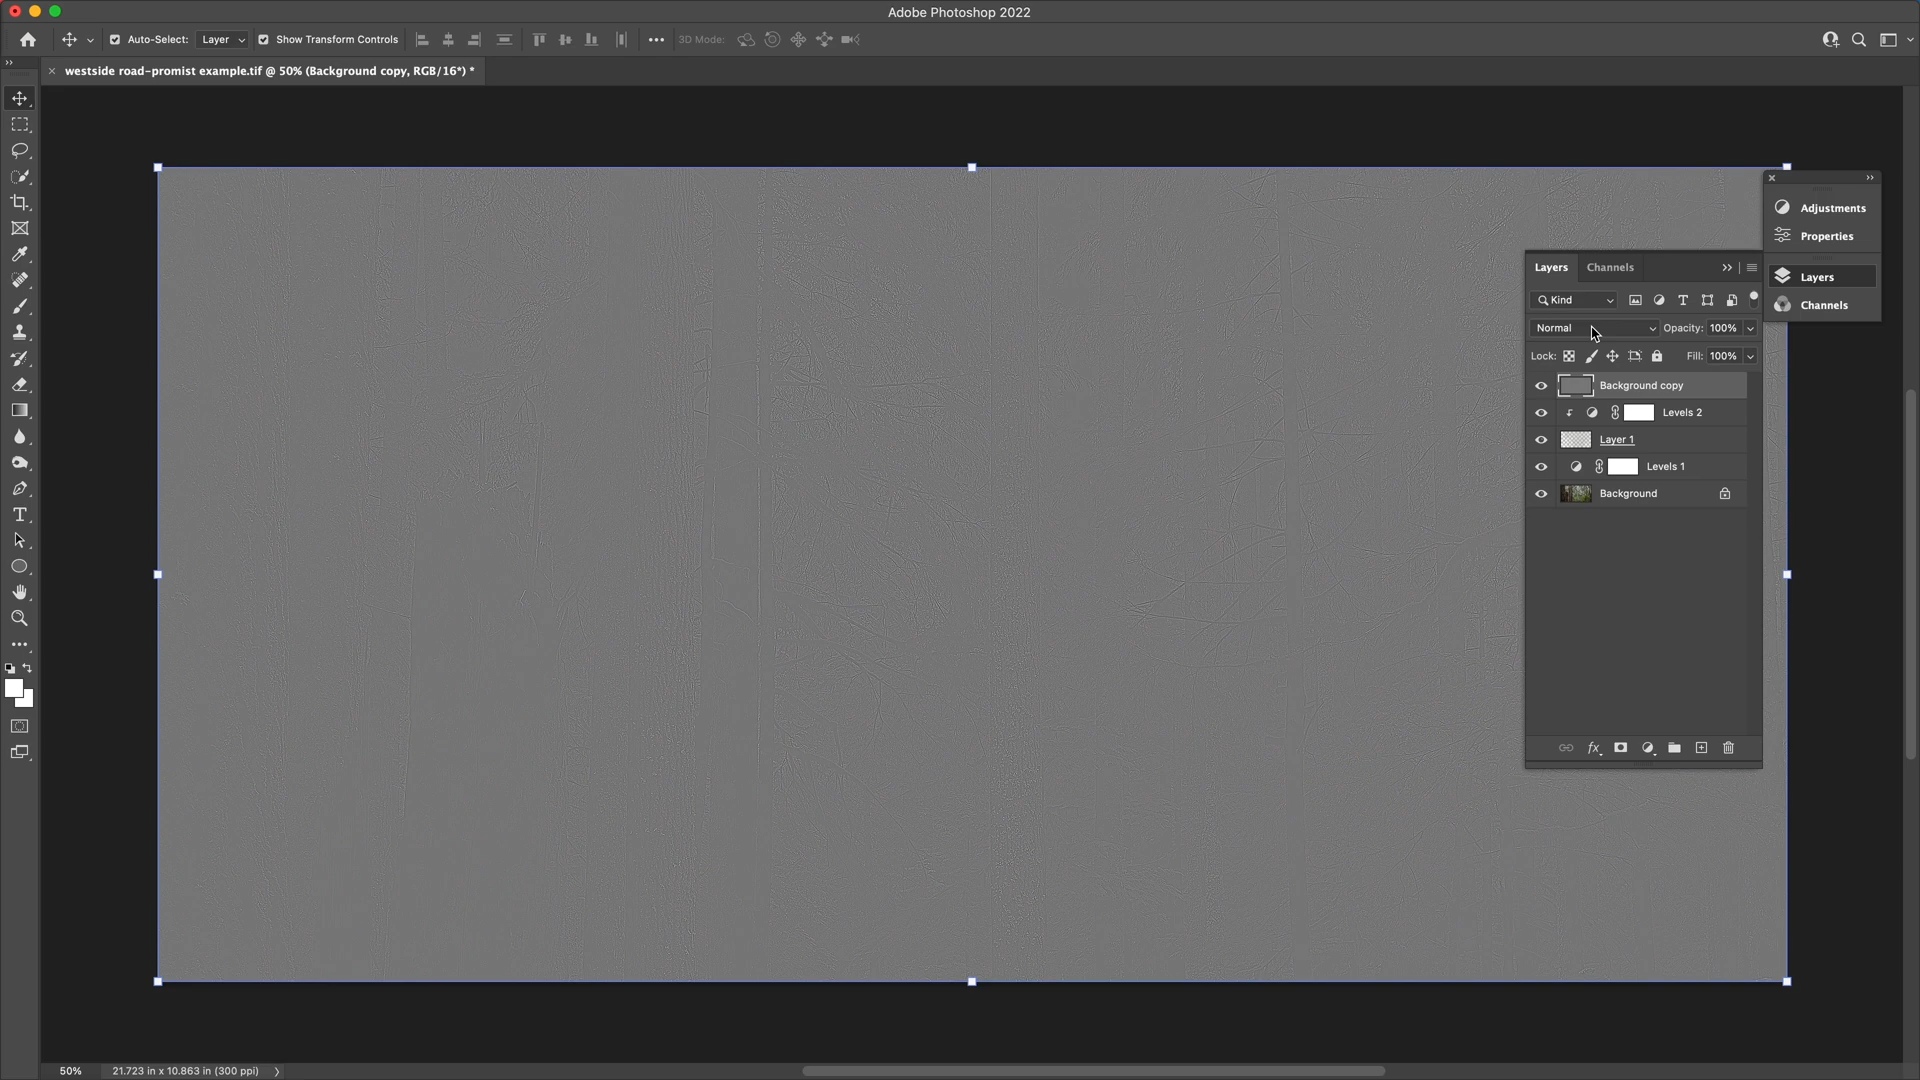 Adobe Photoshop 2022
Auto-Select: Layer Show Transform Controls 3D Mode:
westside road-promist example.tif @ 50% (Background copy, RGB/16*) *
Adjustments
Properties
Layers
Channels
Layers Channels
Kind
Normal Opacity: 100%
Lock: Fill: 100%
Background copy
Levels 2
Layer 1
Levels 1
Background
fx
50% 21.723 in x 10.863 in (300 ppi)